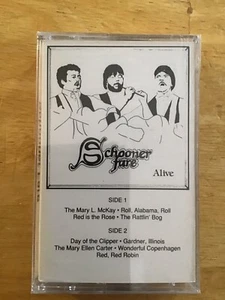 Schooner
fare
Alive
SIDE 1
The Mary L. McKay • Roll, Alabama, Roll
Red is the Rose • The Rattlin' Bog
SIDE 2
Day of the Clipper • Gardner, Illinois
The Mary Ellen Carter • Wonderful Copenhagen
Red, Red Robin